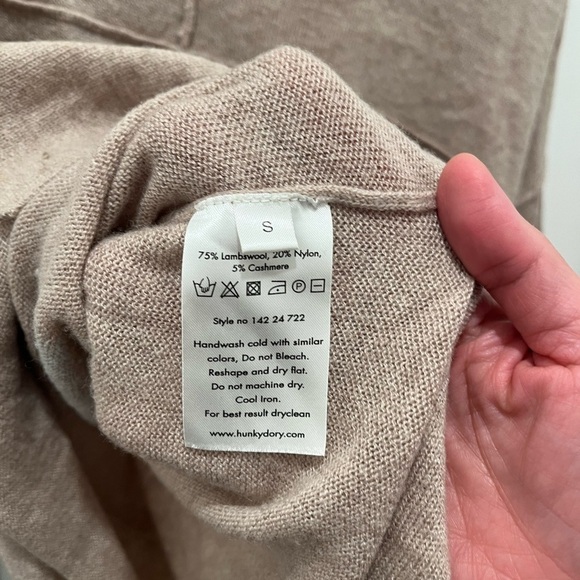 S
75% Lambswool, 20% Nylon,
5% Cashmere
P
Style no 142 24 722
Handwash cold with similar
colors, Do not Bleach.
Reshape and dry flat.
Do not machine dry.
Cool Iron.
For best result dryclean
www.hunkydory.com